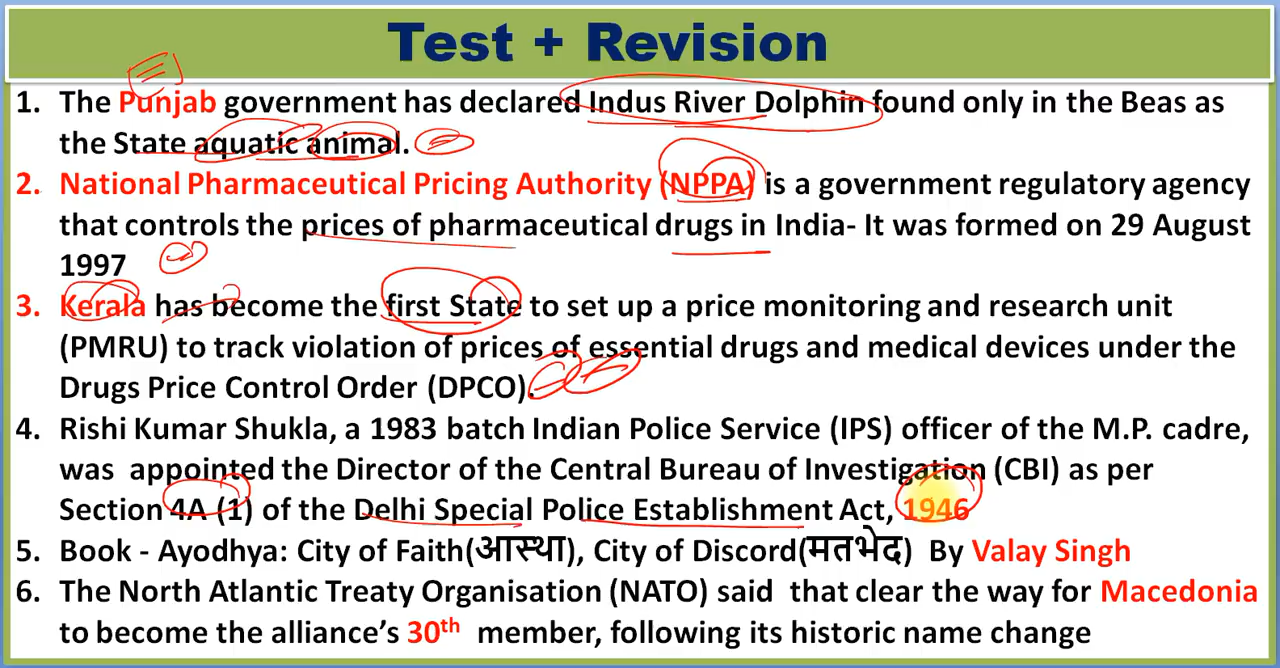 Test + Revision
1. The Punjab government has declared Indus River Dolphin found only in the Beas as
the State aquatic animal.
2. National Pharmaceutical Pricing Authority (NPPA) is a government regulatory agency
that controls the prices of pharmaceutical drugs in India- It was formed on 29 August
1997
3. Kerala has become the first State to set up a price monitoring and research unit
(PMRU) to track violation of prices of essential drugs and medical devices under the
Drugs Price Control Order (DPCO).
4. Rishi Kumar Shukla, a 1983 batch Indian Police Service (IPS) officer of the M.P. cadre,
was appointed the Director of the Central Bureau of Investigation (CBI) as per
Section 4A (1) of the Delhi Special Police Establishment Act, 1946
5. Book - Ayodhya: City of Faith(आस्था), City of Discord(मतभेद) By Valay Singh
6. The North Atlantic Treaty Organisation (NATO) said that clear the way for Macedonia
to become the alliance’s 30th member, following its historic name change